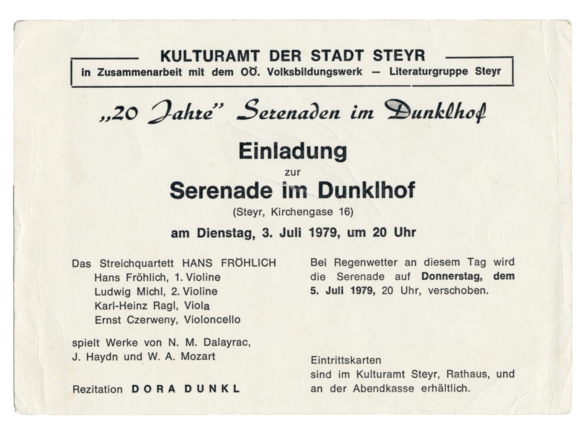 KULTURAMT DER STADT STEYR
in Zusammenarbeit mit dem OÖ. Volksbildungswerk – Literaturgruppe Steyr
„20 Jahre” Serenaden im Dunklhof
Einladung
zur
Serenade im Dunklhof
(Steyr, Kirchengase 16)
am Dienstag, 3. Juli 1979, um 20 Uhr
Das Streichquartett HANS FRÖHLICH
Hans Fröhlich, 1. Violine
Ludwig Michl, 2. Violine
Karl-Heinz Ragl, Viola
Ernst Czerweny, Violoncello
spielt Werke von N. M. Dalayrac,
J. Haydn und W. A. Mozart
Rezitation DORA DUNKL
Bei Regenwetter an diesem Tag wird
die Serenade auf Donnerstag, dem
5. Juli 1979, 20 Uhr, verschoben.
Eintrittskarten
sind im Kulturamt Steyr, Rathaus, und
an der Abendkasse erhältlich.